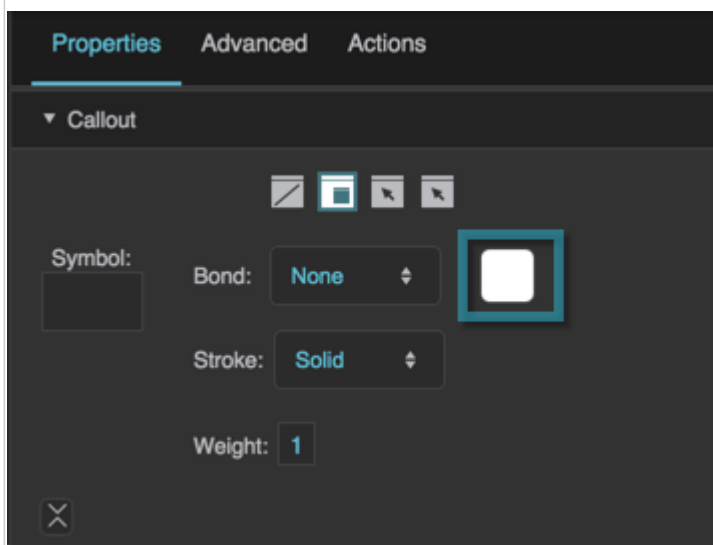 Properties Advanced Actions
Callout
Symbol:
Bond: None
Stroke: Solid
Weight: 1